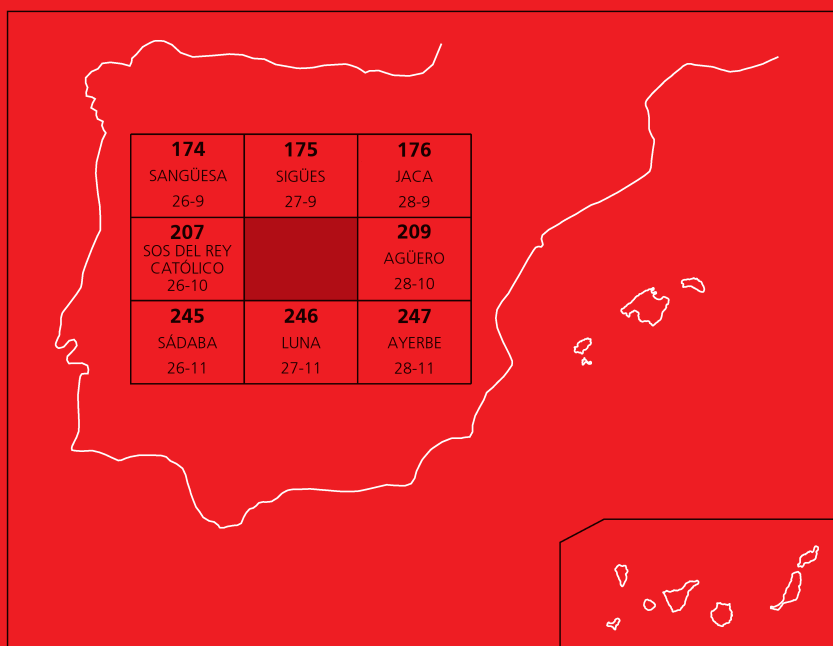 174
SANGÜESA
26-9
175
SIGÜES
27-9
176
JACA
28-9
207
SOS DEL REY
CATÓLICO
26-10
209
AGÜERO
28-10
245
SÁDABA
26-11
246
LUNA
27-11
247
AYERBE
28-11